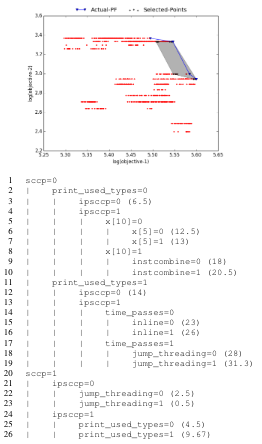 Actual-PF Selected-Points
3.6
3.4
3.2
3.0
2.8
2.6
2.4
2.2
log(objective-2)
5.25 5.30 5.35 5.40 5.45 5.50 5.55 5.60 5.65
log(objective-1)
1 sccp=0
2 | print_used_types=0
3 | | ipsccp=0 (6.5)
4 | | ipsccp=1
5 | | | x[10]=0
6 | | | | x[5]=0 (12.5)
7 | | | | x[5]=1 (13)
8 | | | x[10]=1
9 | | | | instcombine=0 (18)
10 | | | | instcombine=1 (20.5)
11 | print_used_types=1
12 | | ipsccp=0 (14)
13 | | ipsccp=1
14 | | | time_passes=0
15 | | | | inline=0 (23)
16 | | | | inline=1 (26)
17 | | | time_passes=1
18 | | | | jump_threading=0 (28)
19 | | | | jump_threading=1 (31.3)
20 sccp=1
21 | ipsccp=0
22 | | jump_threading=0 (2.5)
23 | | jump_threading=1 (0.5)
24 | ipsccp=1
25 | | print_used_types=0 (4.5)
26 | | print_used_types=1 (9.67)